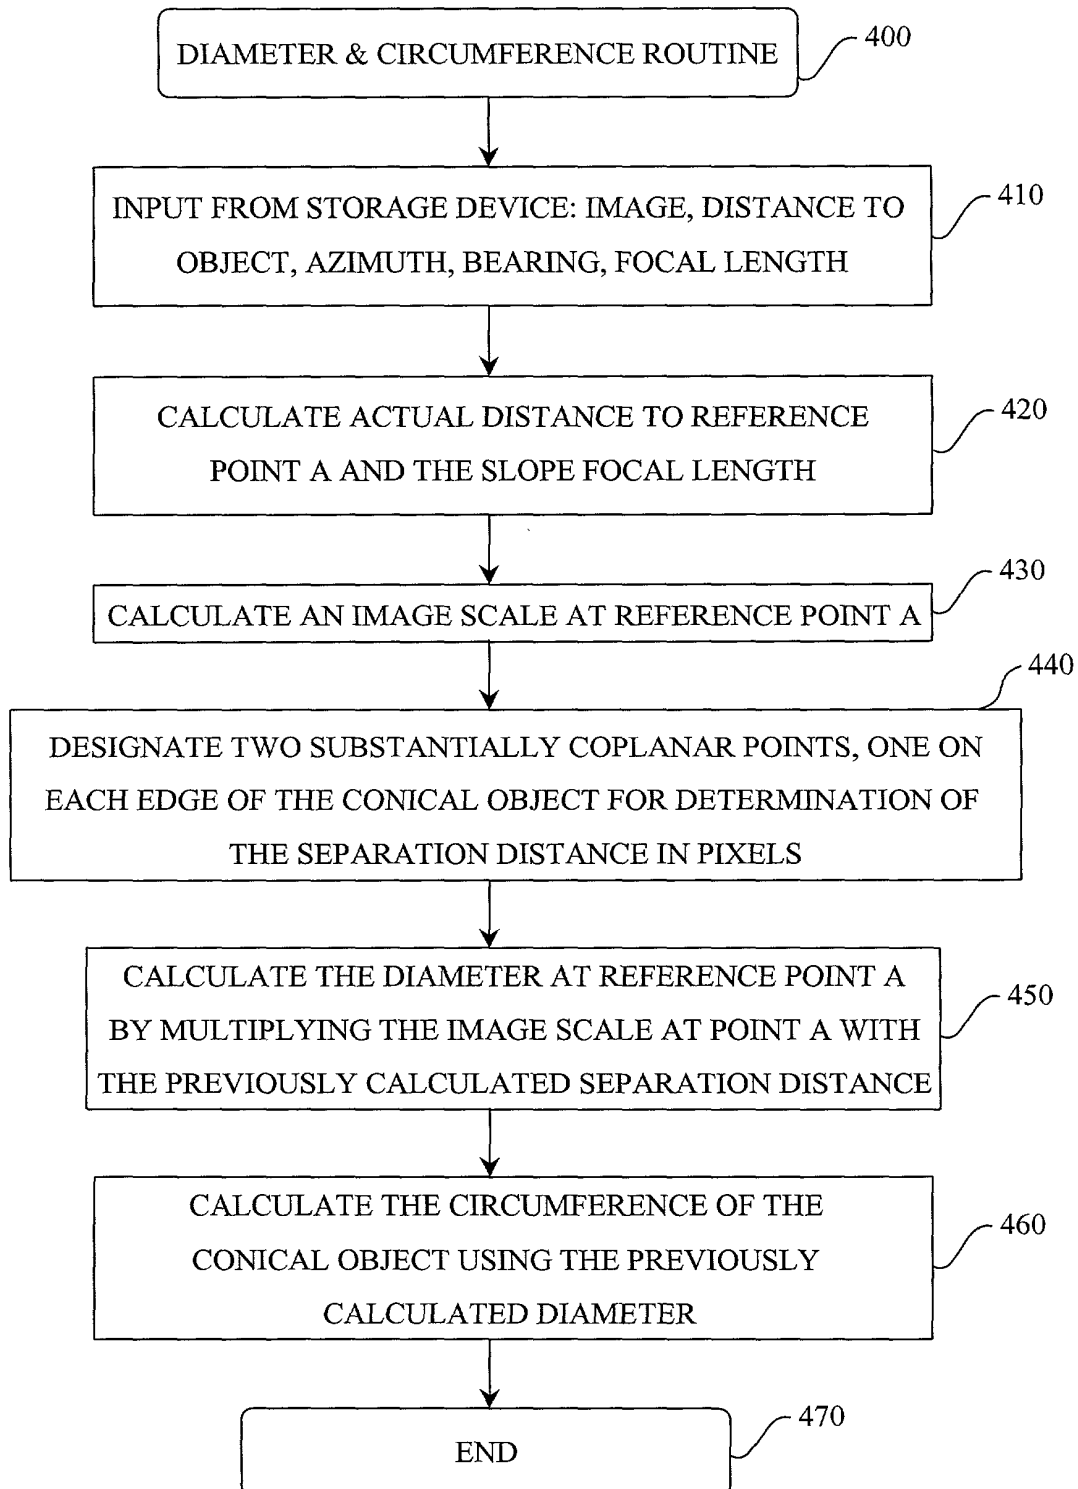 DIAMETER & CIRCUMFERENCE ROUTINE
400
INPUT FROM STORAGE DEVICE: IMAGE, DISTANCE TO
OBJECT, AZIMUTH, BEARING, FOCAL LENGTH
410
CALCULATE ACTUAL DISTANCE TO REFERENCE
POINT A AND THE SLOPE FOCAL LENGTH
420
CALCULATE AN IMAGE SCALE AT REFERENCE POINT A
430
440
DESIGNATE TWO SUBSTANTIALLY COPLANAR POINTS, ONE ON
EACH EDGE OF THE CONICAL OBJECT FOR DETERMINATION OF
THE SEPARATION DISTANCE IN PIXELS
CALCULATE THE DIAMETER AT REFERENCE POINT A
BY MULTIPLYING THE IMAGE SCALE AT POINT A WITH
THE PREVIOUSLY CALCULATED SEPARATION DISTANCE
450
CALCULATE THE CIRCUMFERENCE OF THE
CONICAL OBJECT USING THE PREVIOUSLY
CALCULATED DIAMETER
460
END
470